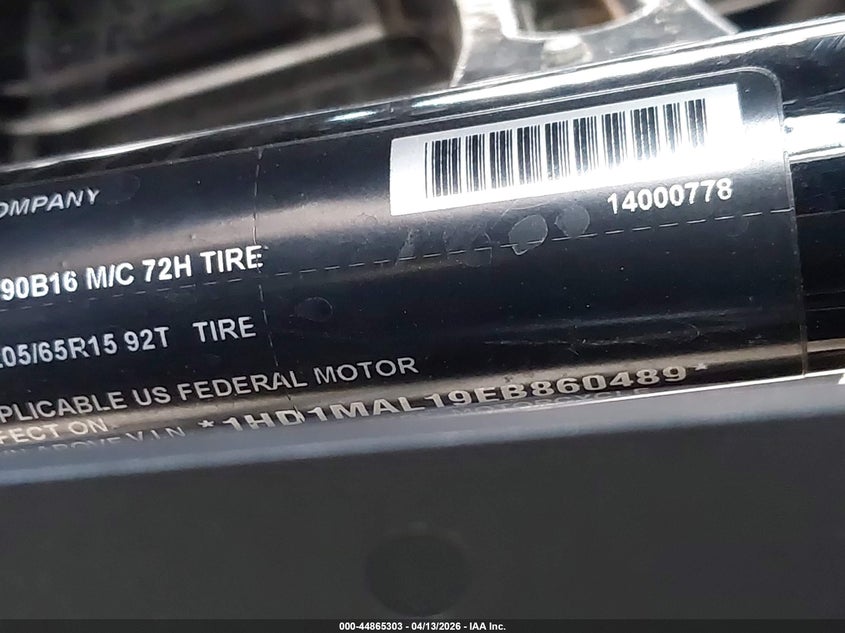 OMPANY
14000778
90B16 M/C 72H TIRE
05/65R15 92T TIRE
PLICABLE US FEDERAL MOTOR
FECT ON
V.I.N. *1HD1MAL19EB860489*
000-44865303 - 04/13/2026 - IAA Inc.